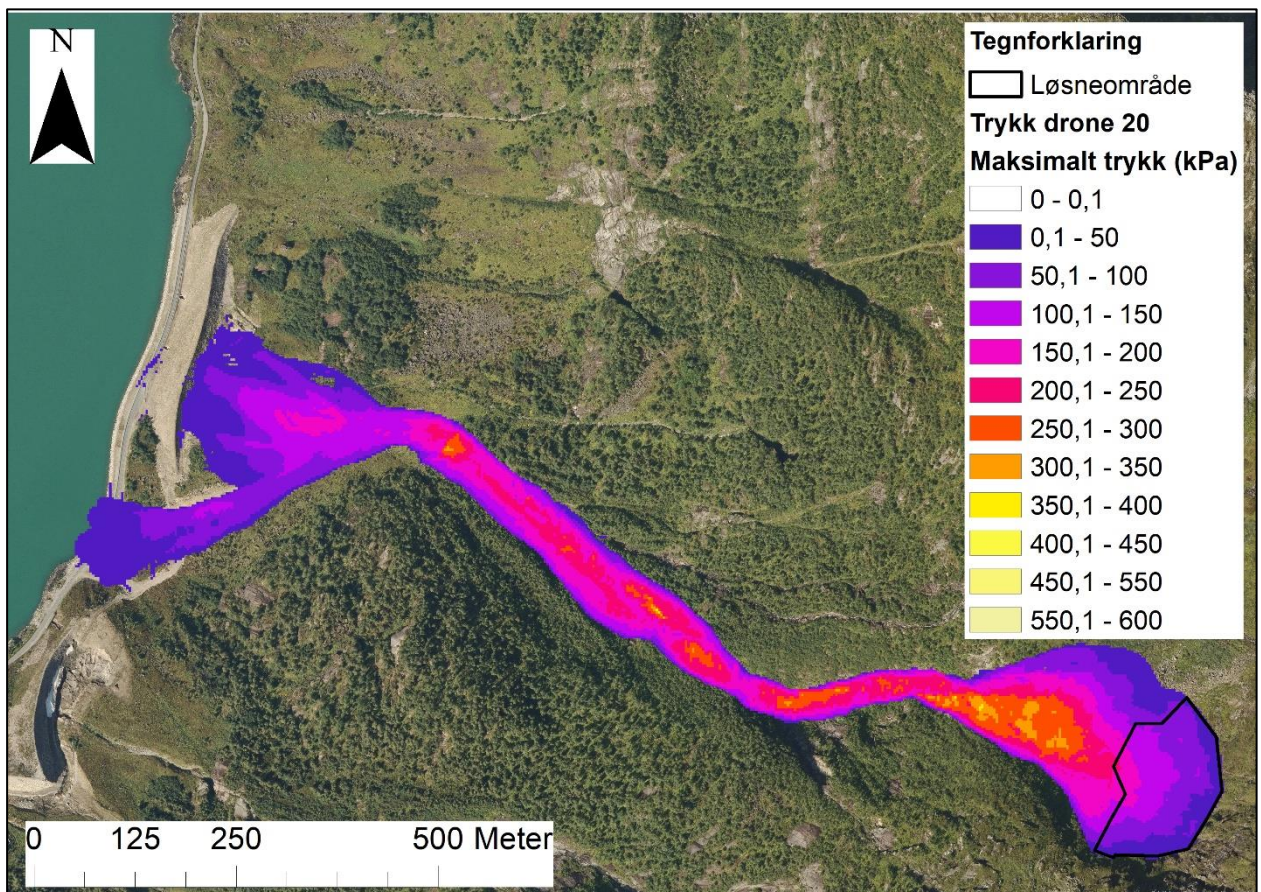 N
Tegnforklaring
Løsneområde
Trykk drone 20
Maksimalt trykk (kPa)
0 - 0,1
0,1 - 50
50,1 - 100
100,1 - 150
150,1 - 200
200,1 - 250
250,1 - 300
300,1 - 350
350,1 - 400
400,1 - 450
450,1 - 550
550,1 - 600
0 125 250 500 Meter